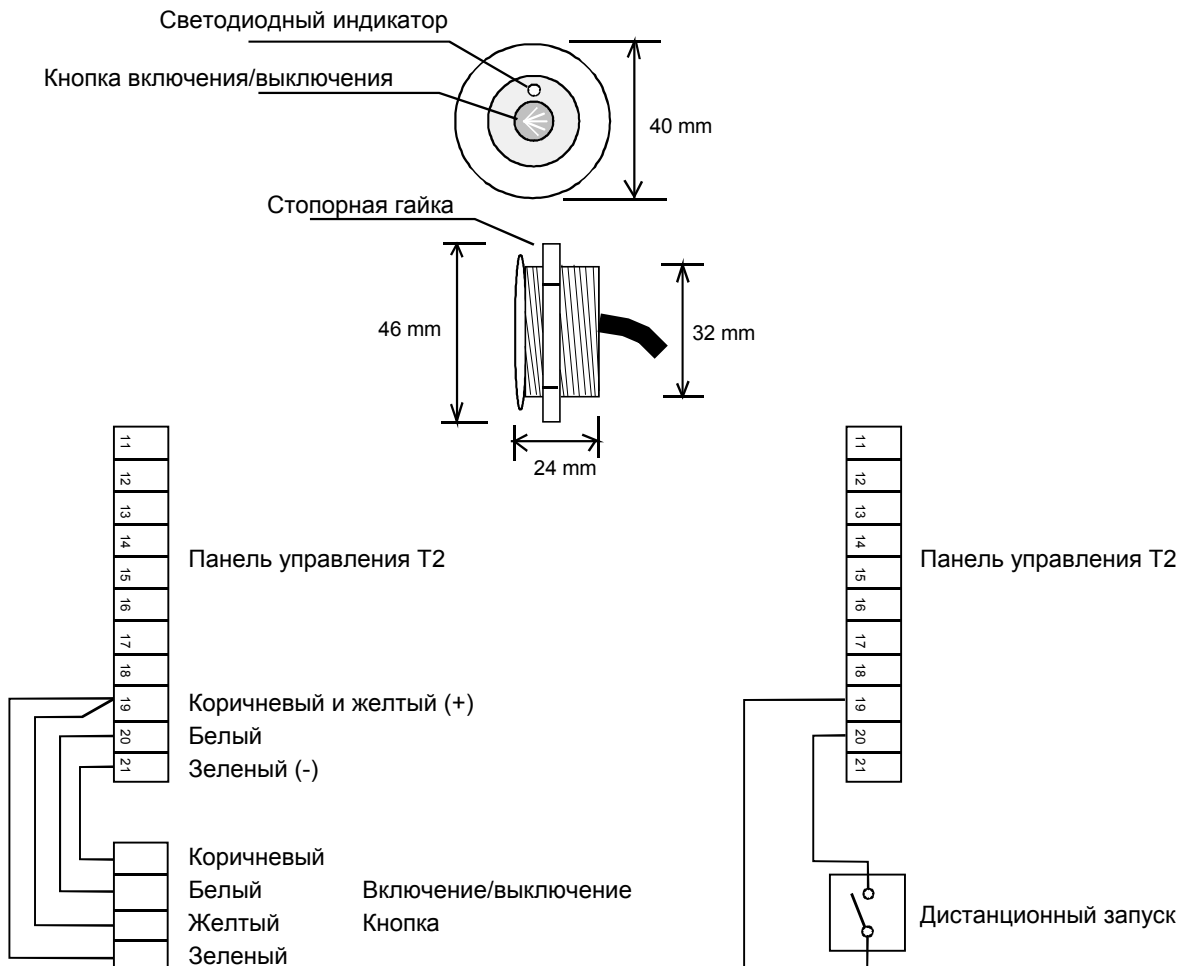 Светодиодный индикатор
Кнопка включения/выключения
40 mm
Стопорная гайка
46 mm
32 mm
24 mm
11
12
13
14
15
16
17
18
19
20
21
Панель управления T2
Коричневый и желтый (+)
Белый
Зеленый (-)
Коричневый
Белый Включение/выключение
Желтый Кнопка
Зеленый
11
12
13
14
15
16
17
18
19
20
21
Панель управления T2
Дистанционный запуск